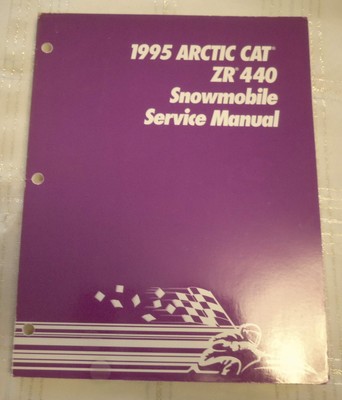 1995 ARCTIC CAT®
ZR® 440
Snowmobile
Service Manual